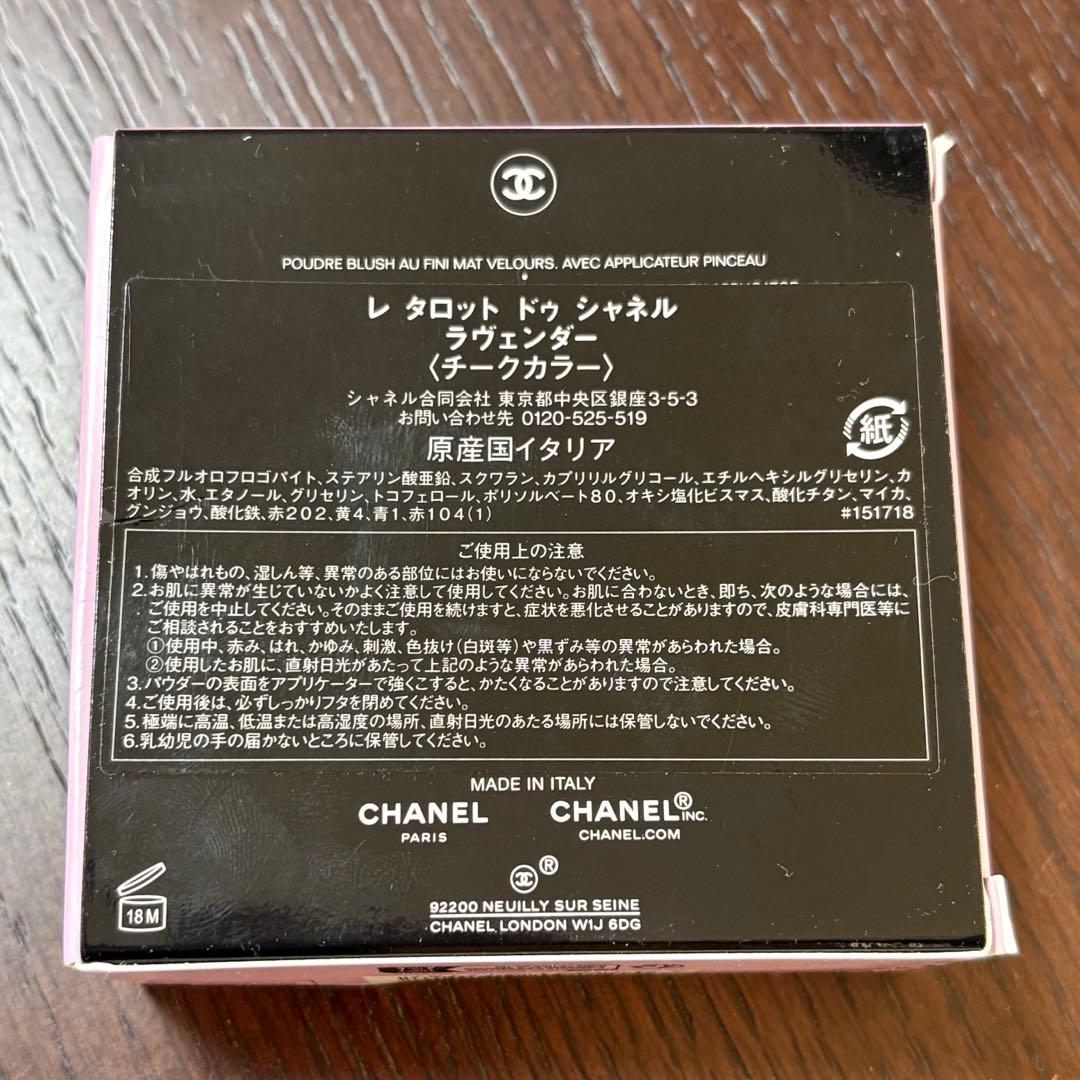 POUDRE BLUSH AU FINI MAT VELOURS. AVEC APPLICATEUR PINCEAU
レ タロット ドゥ シャネル
ラヴェンダー
〈チークカラー〉
シャネル合同会社 東京都中央区銀座3-5-3
お問い合わせ先 0120-525-519
原産国イタリア
紙
合成フルオロフロゴパイト､ステアリン酸亜鉛､スクワラン､カプリリルグリコール､エチルヘキシルグリセリン､カ
オリン､水､エタノール､グリセリン､トコフェロール､ポリソルベート80､オキシ塩化ビスマス､酸化チタン､マイカ､
グンジョウ､酸化鉄､赤202､黄4､青1､赤104(1)
#151718
ご使用上の注意
1.傷やはれもの、湿しん等、異常のある部位にはお使いにならないでください。
2.お肌に異常が生じていないかよく注意して使用してください。お肌に合わないとき、即ち、次のような場合には、
ご使用を中止してください。そのままご使用を続けますと、症状を悪化させることがありますので、皮膚科専門医等に
ご相談されることをおすすめいたします。
①使用中、赤み、はれ、かゆみ、刺激、色抜け(白斑等)や黒ずみ等の異常があらわれた場合。
②使用したお肌に、直射日光があたって上記のような異常があらわれた場合。
3.パウダーの表面をアプリケーターで強くこすると、かたくなることがありますので注意してください。
4.ご使用後は、必ずしっかりフタを閉めてください。
5.極端に高温、低温または高湿度の場所、直射日光のあたる場所には保管しないでください。
6.乳幼児の手の届かないところに保管してください。
MADE IN ITALY
CHANEL CHANEL® INC.
PARIS CHANEL.COM
®
18M
92200 NEUILLY SUR SEINE
CHANEL LONDON W1J 6DG